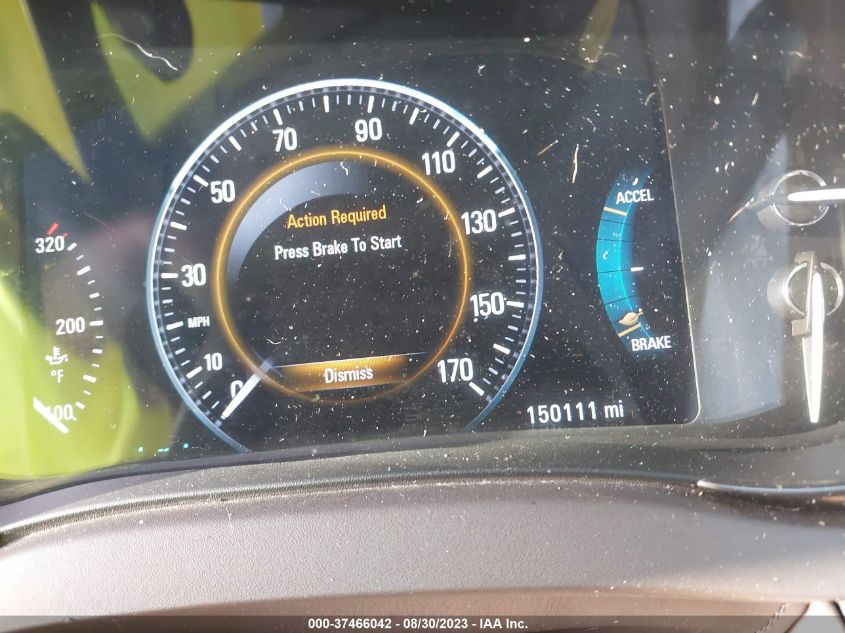 70
90
50
110
ACCEL
Action Required
130
320
Press Brake To Start
30
150
200
MPH
°F
BRAKE
10
170
Dismiss
0
100
150111 mi
000-37466042 / 08/30/2023 - IAA Inc.